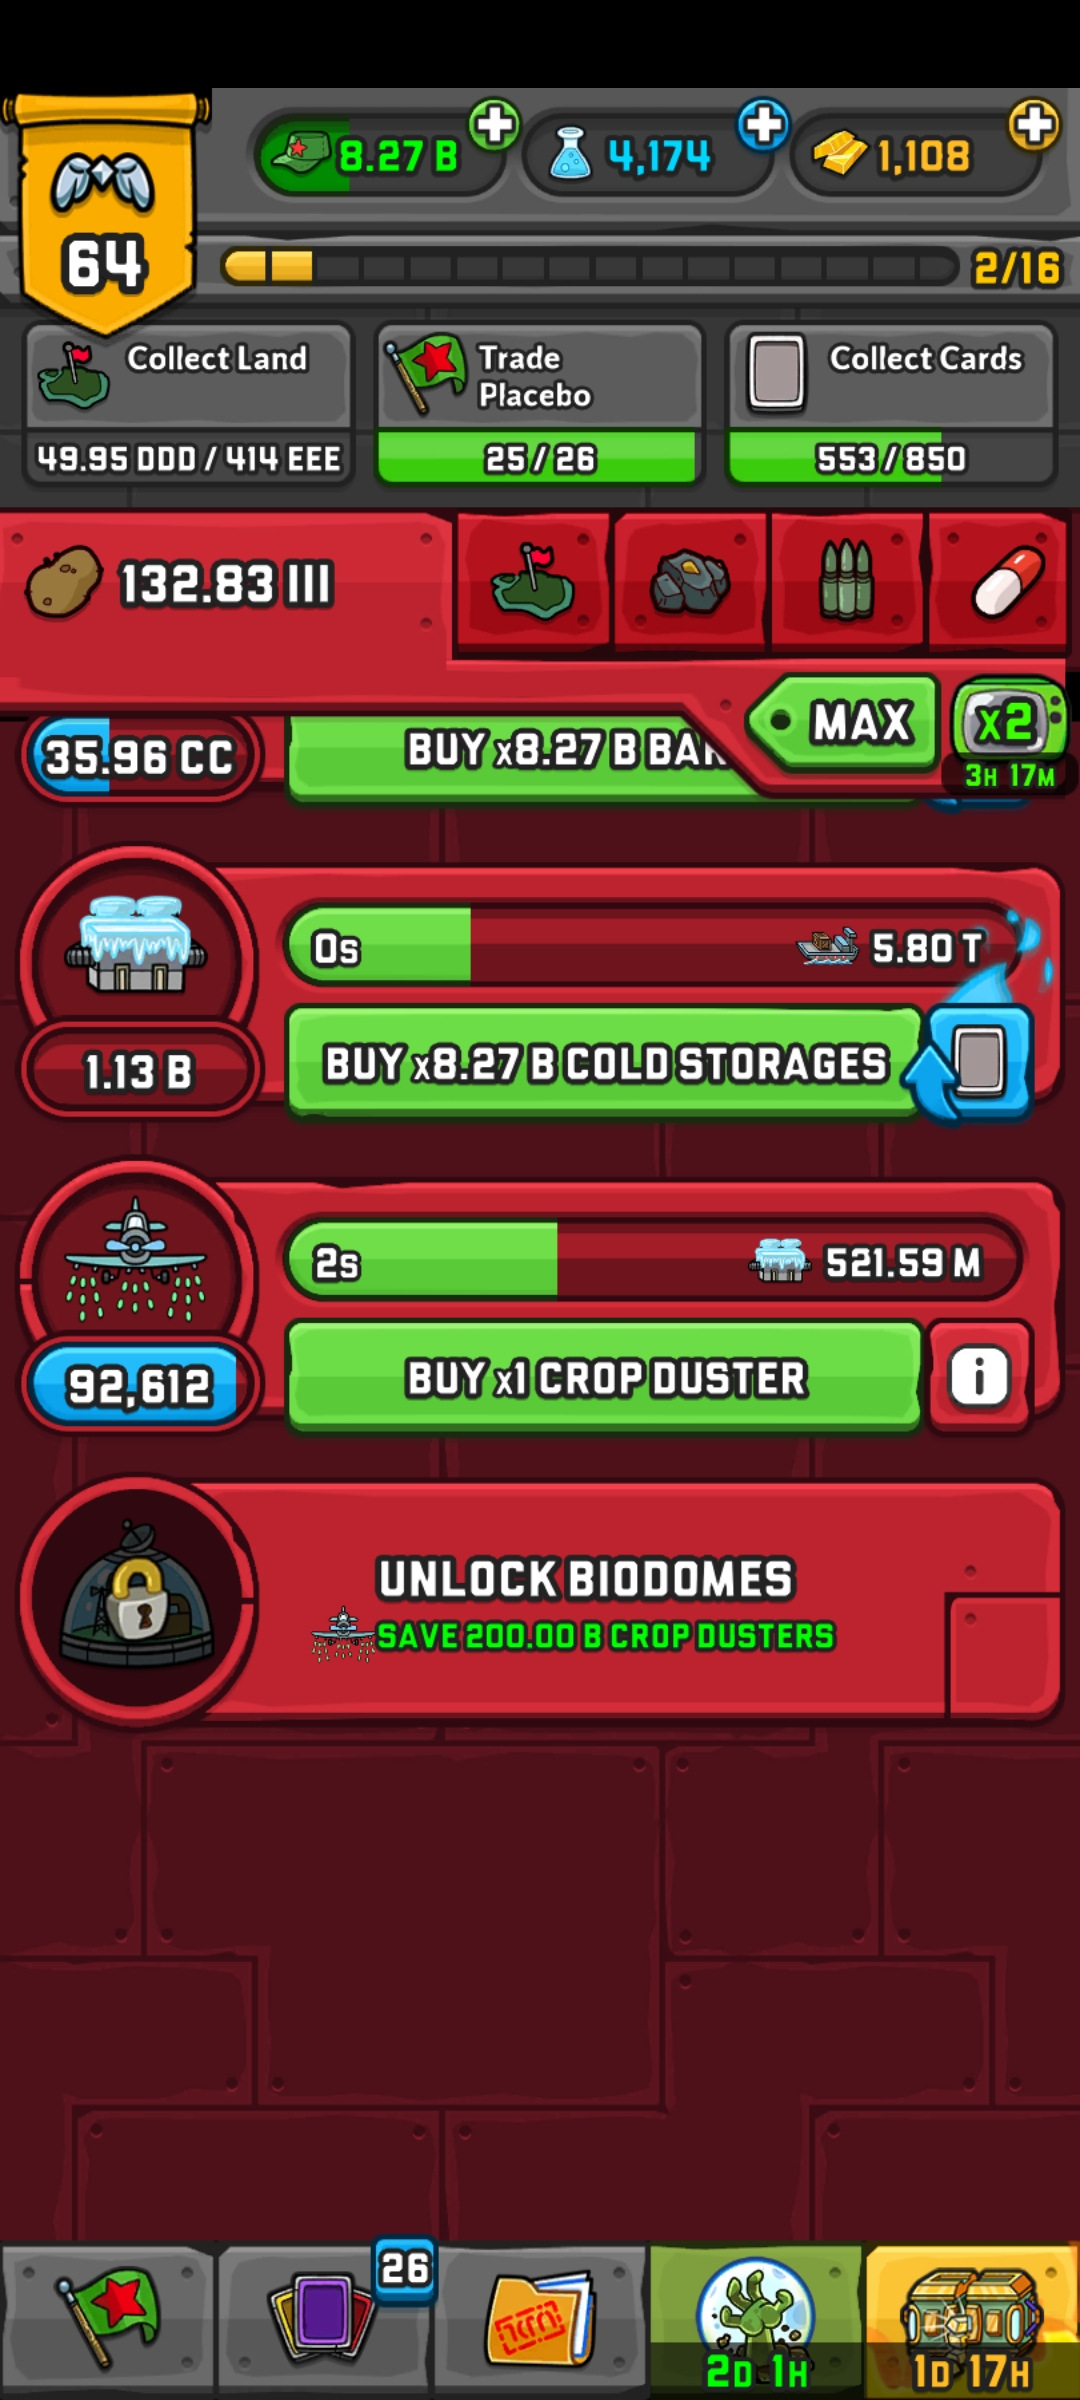 8.27 B
4,174
1,108
64
2/16
Collect Land
49.95 DDD / 414 EEE
Trade
Placebo
25 / 26
Collect Cards
553 / 850
132.83 III
MAX
x2
3H 17M
35.96 CC
BUY x8.27 B BAR
0s
5.80 T
1.13 B
BUY x8.27 B COLD STORAGES
2s
521.59 M
92,612
BUY x1 CROP DUSTER
i
UNLOCK BIODOMES
SAVE 200.00 B CROP DUSTERS
26
2D 1H
1D 17H